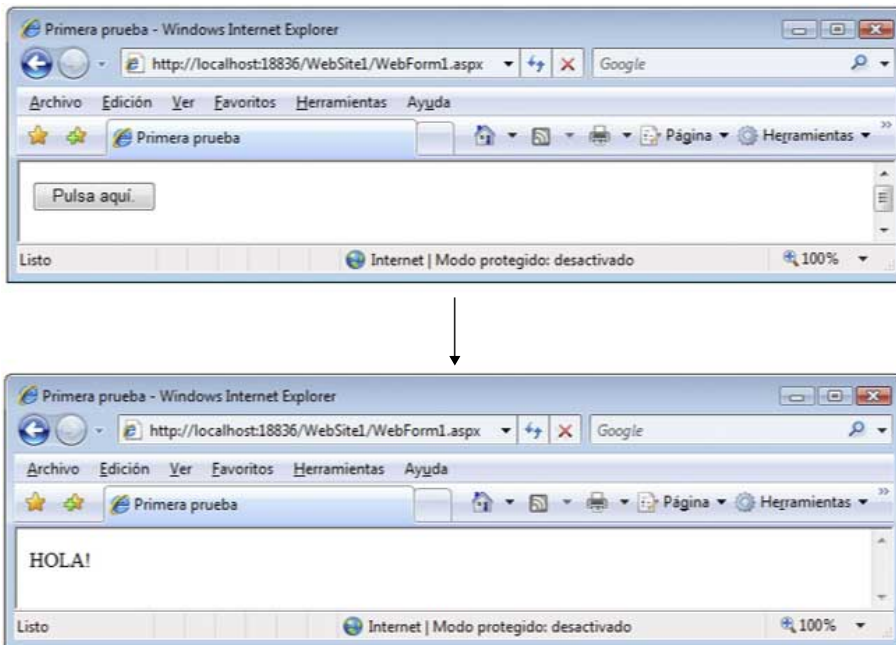 Primera prueba - Windows Internet Explorer
http://localhost:18836/WebSite1/WebForm1.aspx Google
Archivo Edición Ver Favoritos Herramientas Ayuda
Primera prueba Página Herramientas »
Pulsa aquí.
Listo Internet | Modo protegido: desactivado 100%
Primera prueba - Windows Internet Explorer
http://localhost:18836/WebSite1/WebForm1.aspx Google
Archivo Edición Ver Favoritos Herramientas Ayuda
Primera prueba Página Herramientas »
HOLA!
Listo Internet | Modo protegido: desactivado 100%